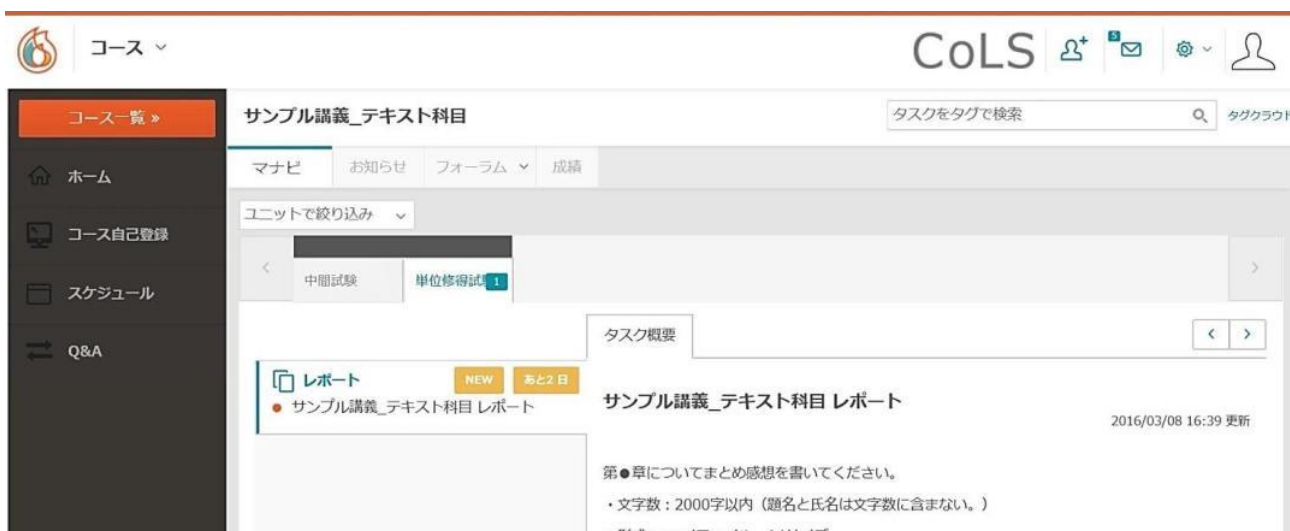 コース
CoLS
5
コース一覧 »
サンプル講義_テキスト科目
タスクをタグで検索
タグクラウド
ホーム
マナビ
お知らせ
フォーラム
成績
ユニットで絞り込み
コース自己登録
中間試験
単位修得試
1
スケジュール
Q&A
タスク概要
レポート
NEW
あと2日
サンプル講義_テキスト科目 レポート
サンプル講義_テキスト科目 レポート
2016/03/08 16:39 更新
第●章についてまとめ感想を書いてください。
・文字数:2000字以内(題名と氏名は文字数に含まない。)